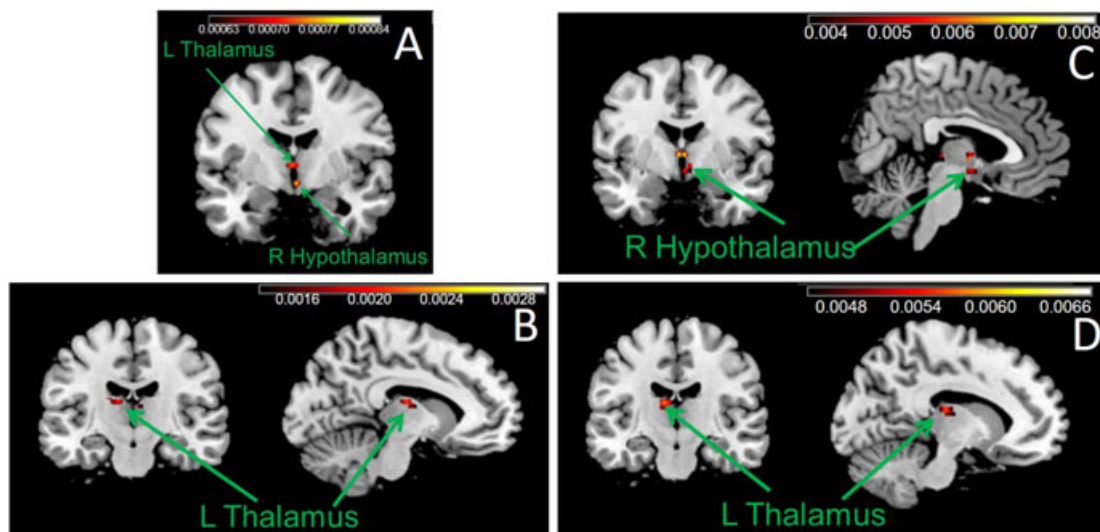 0.00063 0.00070 0.00077 0.00084
A
L Thalamus
R Hypothalamus
0.004 0.005 0.006 0.007 0.008
C
R Hypothalamus
0.0016 0.0020 0.0024 0.0028
B
L Thalamus
0.0048 0.0054 0.0060 0.0066
D
L Thalamus